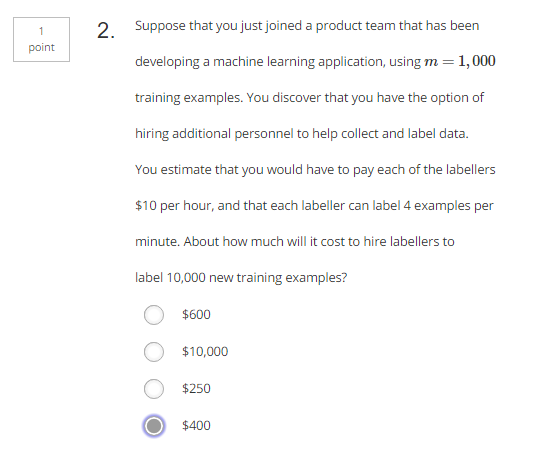 1
point
2.
Suppose that you just joined a product team that has been
developing a machine learning application, using m = 1,000
training examples. You discover that you have the option of
hiring additional personnel to help collect and label data.
You estimate that you would have to pay each of the labellers
$10 per hour, and that each labeller can label 4 examples per
minute. About how much will it cost to hire labellers to
label 10,000 new training examples?
$600
$10,000
$250
$400